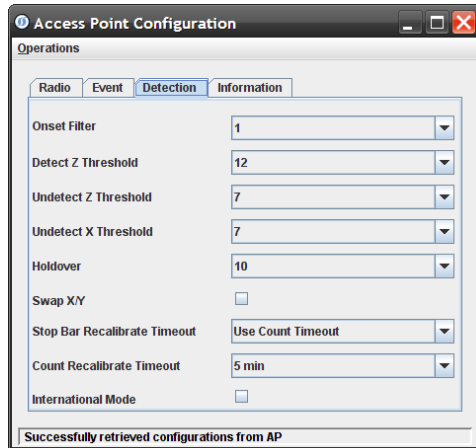 Access Point Configuration
Operations
Radio Event Detection Information
Onset Filter 1
Detect Z Threshold 12
Undetect Z Threshold 7
Undetect X Threshold 7
Holdover 10
Swap X/Y
Stop Bar Recalibrate Timeout Use Count Timeout
Count Recalibrate Timeout 5 min
International Mode
Successfully retrieved configurations from AP